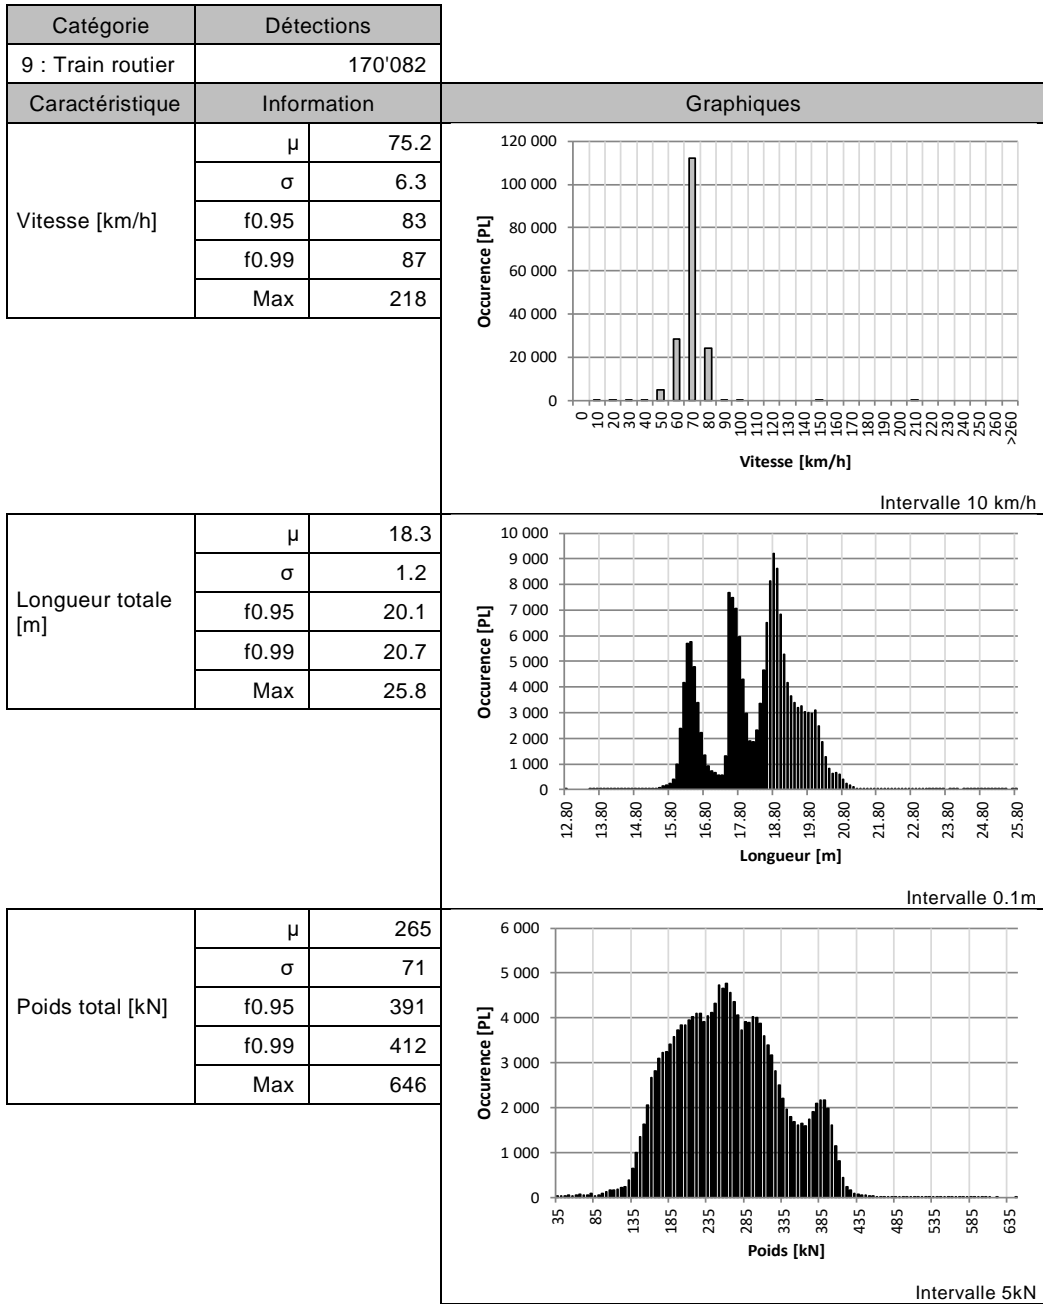 Catégorie Détections
9 : Train routier 170'082
Caractéristique Information Graphiques
Vitesse [km/h]
μ 75.2
σ 6.3
f0.95 83
f0.99 87
Max 218
120 000
100 000
80 000
60 000
40 000
20 000
0
Occurence [PL]
0 10 20 30 40 50 60 70 80 90 100 110 120 130 140 150 160 170 180 190 200 210 220 230 240 250 260 >260
Vitesse [km/h]
Intervalle 10 km/h
Longueur totale
[m]
μ 18.3
σ 1.2
f0.95 20.1
f0.99 20.7
Max 25.8
10 000
9 000
8 000
7 000
6 000
5 000
4 000
3 000
2 000
1 000
0
Occurence [PL]
12.80 13.80 14.80 15.80 16.80 17.80 18.80 19.80 20.80 21.80 22.80 23.80 24.80 25.80
Longueur [m]
Intervalle 0.1m
Poids total [kN]
μ 265
σ 71
f0.95 391
f0.99 412
Max 646
6 000
5 000
4 000
3 000
2 000
1 000
0
Occurence [PL]
35 85 135 185 235 285 335 385 435 485 535 585 635
Poids [kN]
Intervalle 5kN